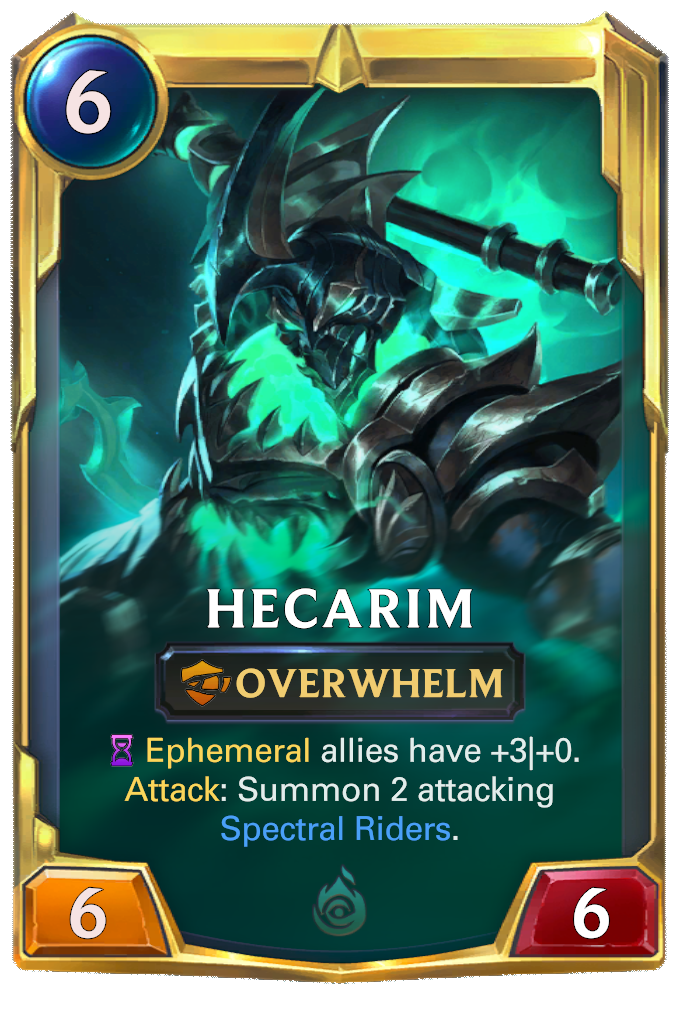 6
HECARIM
OVERWHELM
Ephemeral allies have +3|+0.
Attack: Summon 2 attacking
Spectral Riders.
6 6